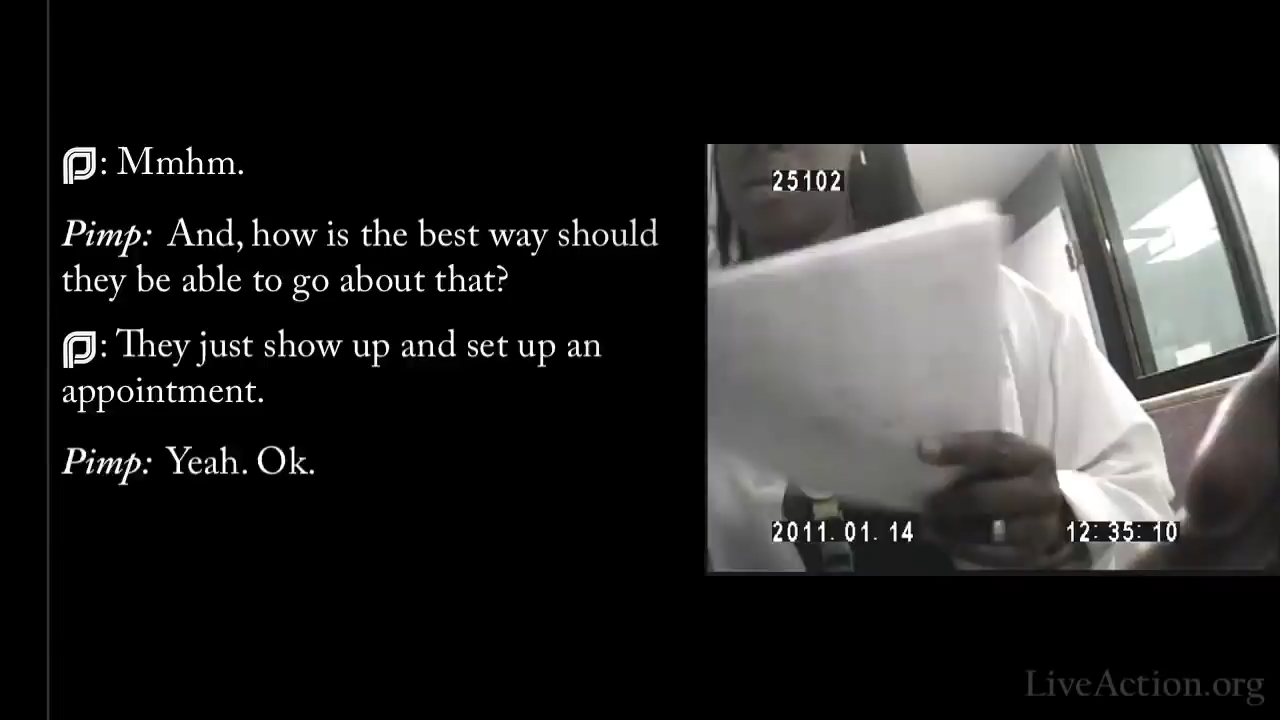 : Mmhm.
Pimp: And, how is the best way should
they be able to go about that?
: They just show up and set up an
appointment.
Pimp: Yeah. Ok.
25102
2011.01.14 12:35:10
LiveAction.org